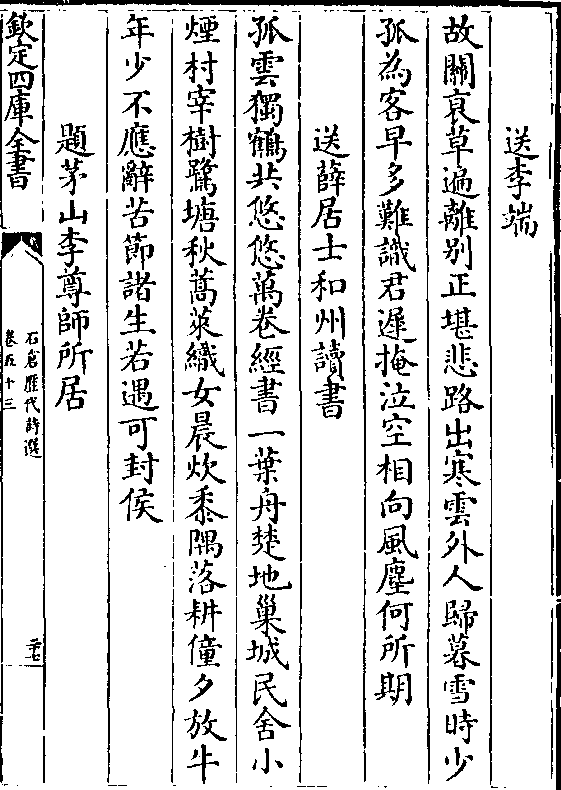 送李端
故關衰草遍離别正堪悲路出寒雲外人歸暮雪時少
孤為客早多難識君遲掩泣空相向風塵何所期
送薛居士和州讀書
孤雲獨鶴共悠悠萬卷經書一葉舟楚地巢城民舍小
煙村宰樹鷺塘秋蒿萊織女晨炊黍隅落耕僮夕放牛
年少不應辭苦節諸生若遇可封侯
題茅山李尊師所居
欽定四庫全書
石倉歷代詩選
卷五十三